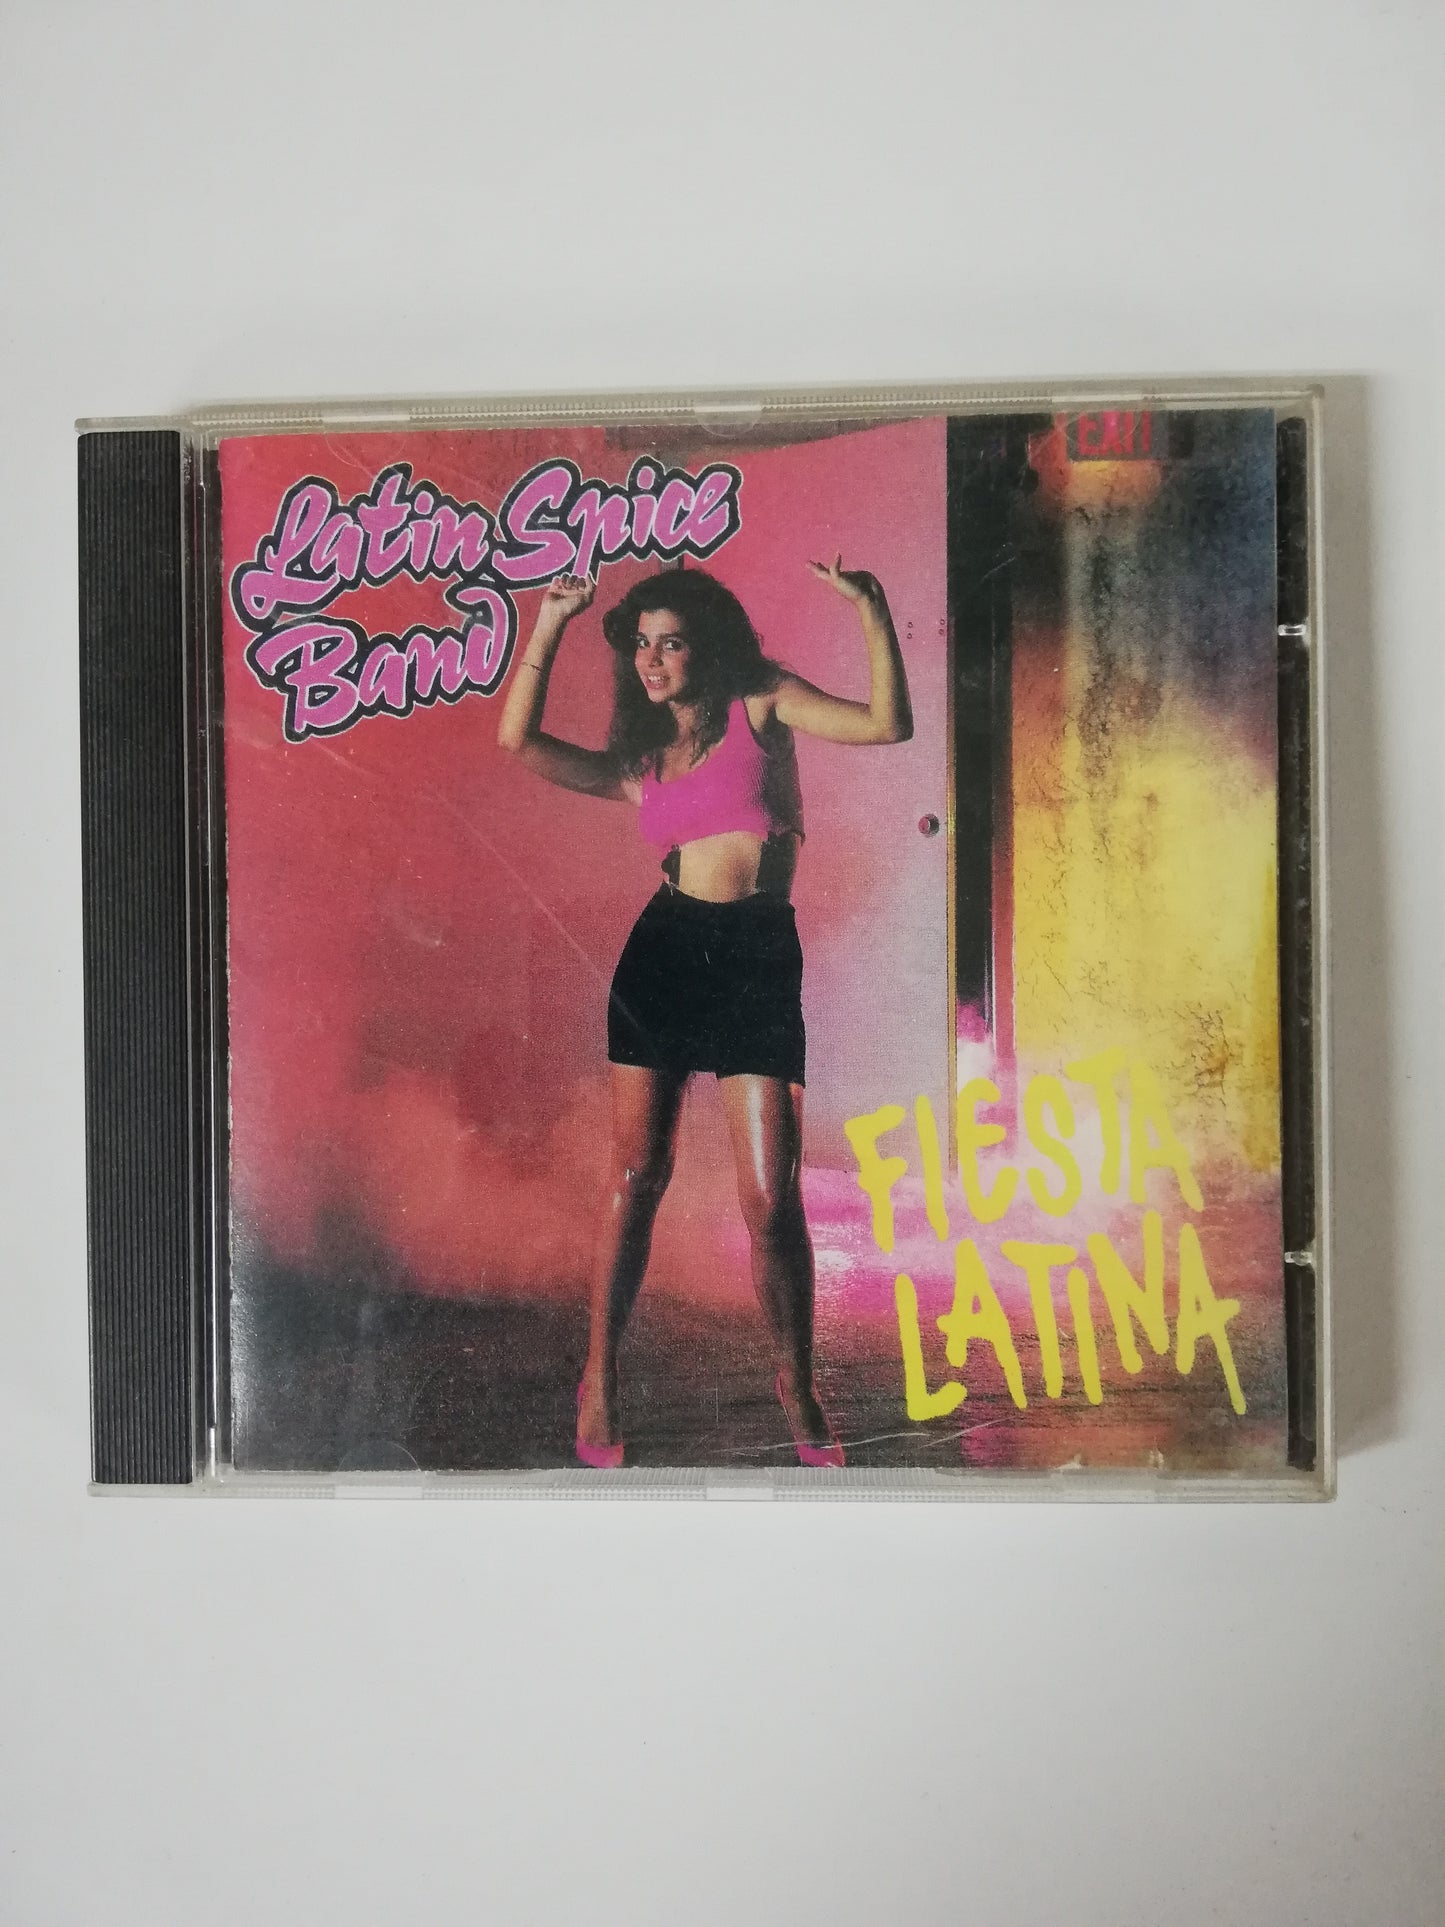 Latin Spice
Band
EXIT
FIESTA
LATINA